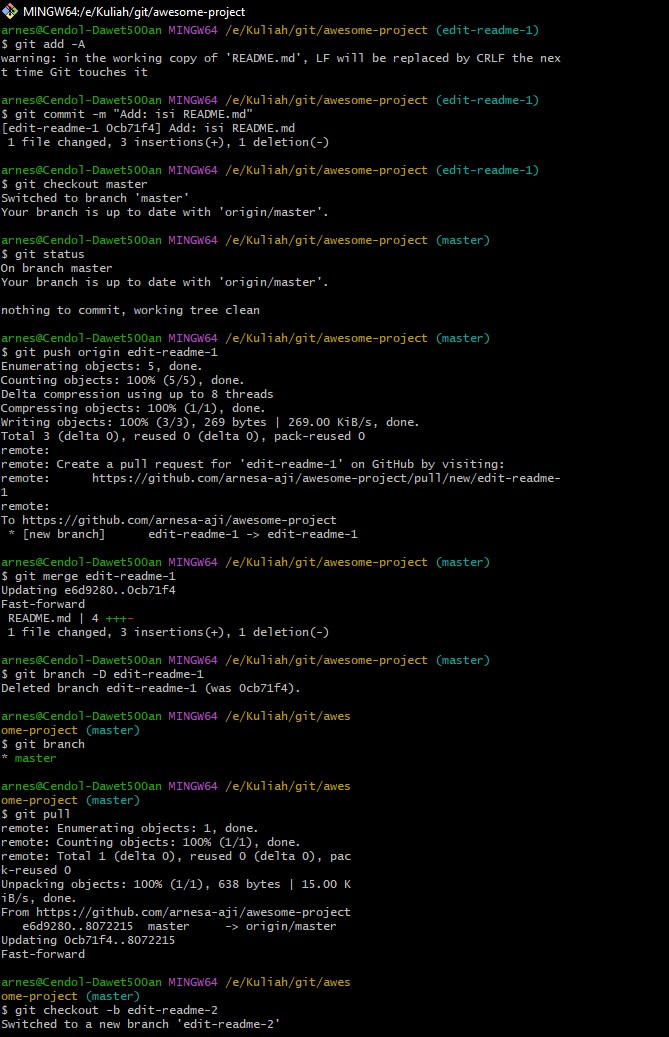 MINGW64:/e/Kuliah/git/awesome-project
arnes@Cendol-Dawet500an MINGW64 /e/Kuliah/git/awesome-project (edit-readme-1)
$ git add -A
warning: in the working copy of 'README.md', LF will be replaced by CRLF the nex
t time Git touches it
arnes@Cendol-Dawet500an MINGW64 /e/Kuliah/git/awesome-project (edit-readme-1)
$ git commit -m "Add: isi README.md"
[edit-readme-1 0cb71f4] Add: isi README.md
 1 file changed, 3 insertions(+), 1 deletion(-)
arnes@Cendol-Dawet500an MINGW64 /e/Kuliah/git/awesome-project (edit-readme-1)
$ git checkout master
Switched to branch 'master'
Your branch is up to date with 'origin/master'.
arnes@Cendol-Dawet500an MINGW64 /e/Kuliah/git/awesome-project (master)
$ git status
On branch master
Your branch is up to date with 'origin/master'.
nothing to commit, working tree clean
arnes@Cendol-Dawet500an MINGW64 /e/Kuliah/git/awesome-project (master)
$ git push origin edit-readme-1
Enumerating objects: 5, done.
Counting objects: 100% (5/5), done.
Delta compression using up to 8 threads
Compressing objects: 100% (1/1), done.
Writing objects: 100% (3/3), 269 bytes | 269.00 KiB/s, done.
Total 3 (delta 0), reused 0 (delta 0), pack-reused 0
remote:
remote: Create a pull request for 'edit-readme-1' on GitHub by visiting:
remote:      https://github.com/arnesa-aji/awesome-project/pull/new/edit-readme-
1
remote:
To https://github.com/arnesa-aji/awesome-project
 * [new branch]      edit-readme-1 -> edit-readme-1
arnes@Cendol-Dawet500an MINGW64 /e/Kuliah/git/awesome-project (master)
$ git merge edit-readme-1
Updating e6d9280..0cb71f4
Fast-forward
 README.md | 4 +++-
 1 file changed, 3 insertions(+), 1 deletion(-)
arnes@Cendol-Dawet500an MINGW64 /e/Kuliah/git/awesome-project (master)
$ git branch -D edit-readme-1
Deleted branch edit-readme-1 (was 0cb71f4).
arnes@Cendol-Dawet500an MINGW64 /e/Kuliah/git/awes
ome-project (master)
$ git branch
* master
arnes@Cendol-Dawet500an MINGW64 /e/Kuliah/git/awes
ome-project (master)
$ git pull
remote: Enumerating objects: 1, done.
remote: Counting objects: 100% (1/1), done.
remote: Total 1 (delta 0), reused 0 (delta 0), pac
k-reused 0
Unpacking objects: 100% (1/1), 638 bytes | 15.00 K
iB/s, done.
From https://github.com/arnesa-aji/awesome-project
   e6d9280..8072215  master     -> origin/master
Updating 0cb71f4..8072215
Fast-forward
arnes@Cendol-Dawet500an MINGW64 /e/Kuliah/git/awes
ome-project (master)
$ git checkout -b edit-readme-2
Switched to a new branch 'edit-readme-2'